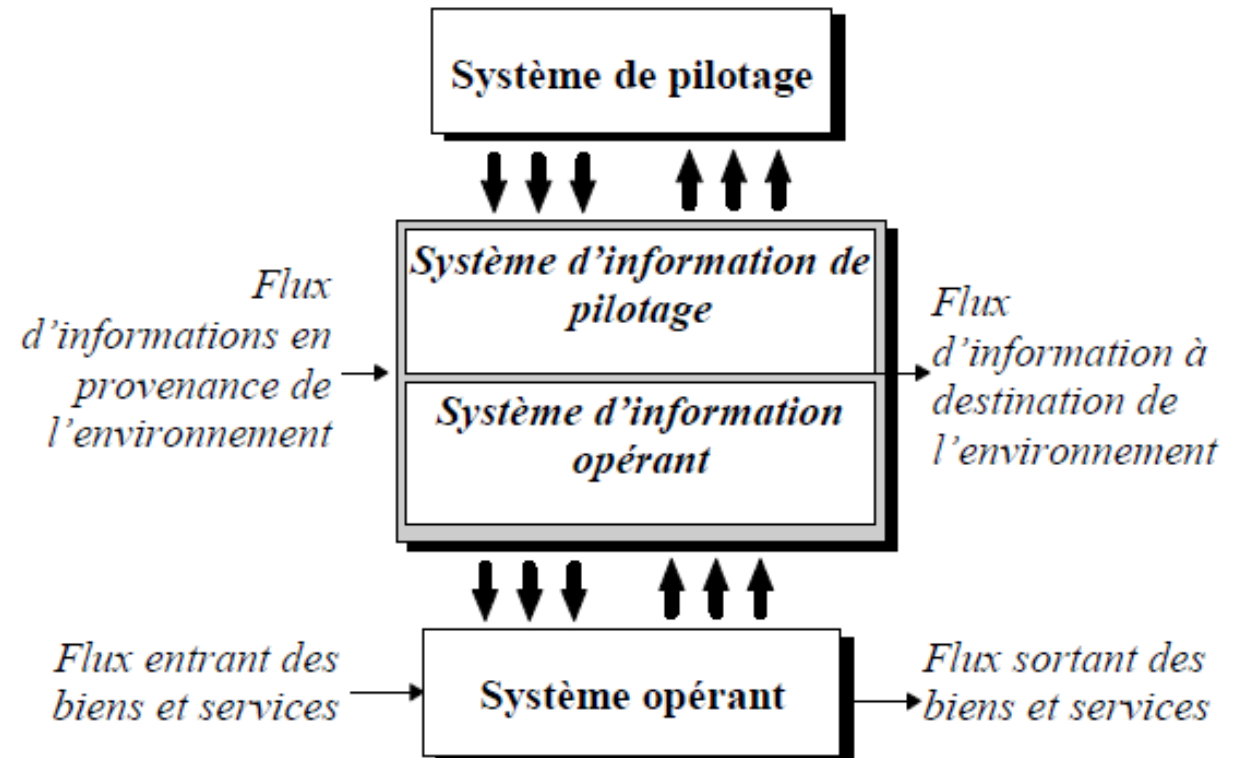 Système de pilotage
Système d'information de
pilotage
Flux
d'informations en
provenance de
l'environnement
Flux
d'information à
destination de
l'environnement
Système d'information
opérant
Flux entrant des
biens et services
Système opérant
Flux sortant des
biens et services